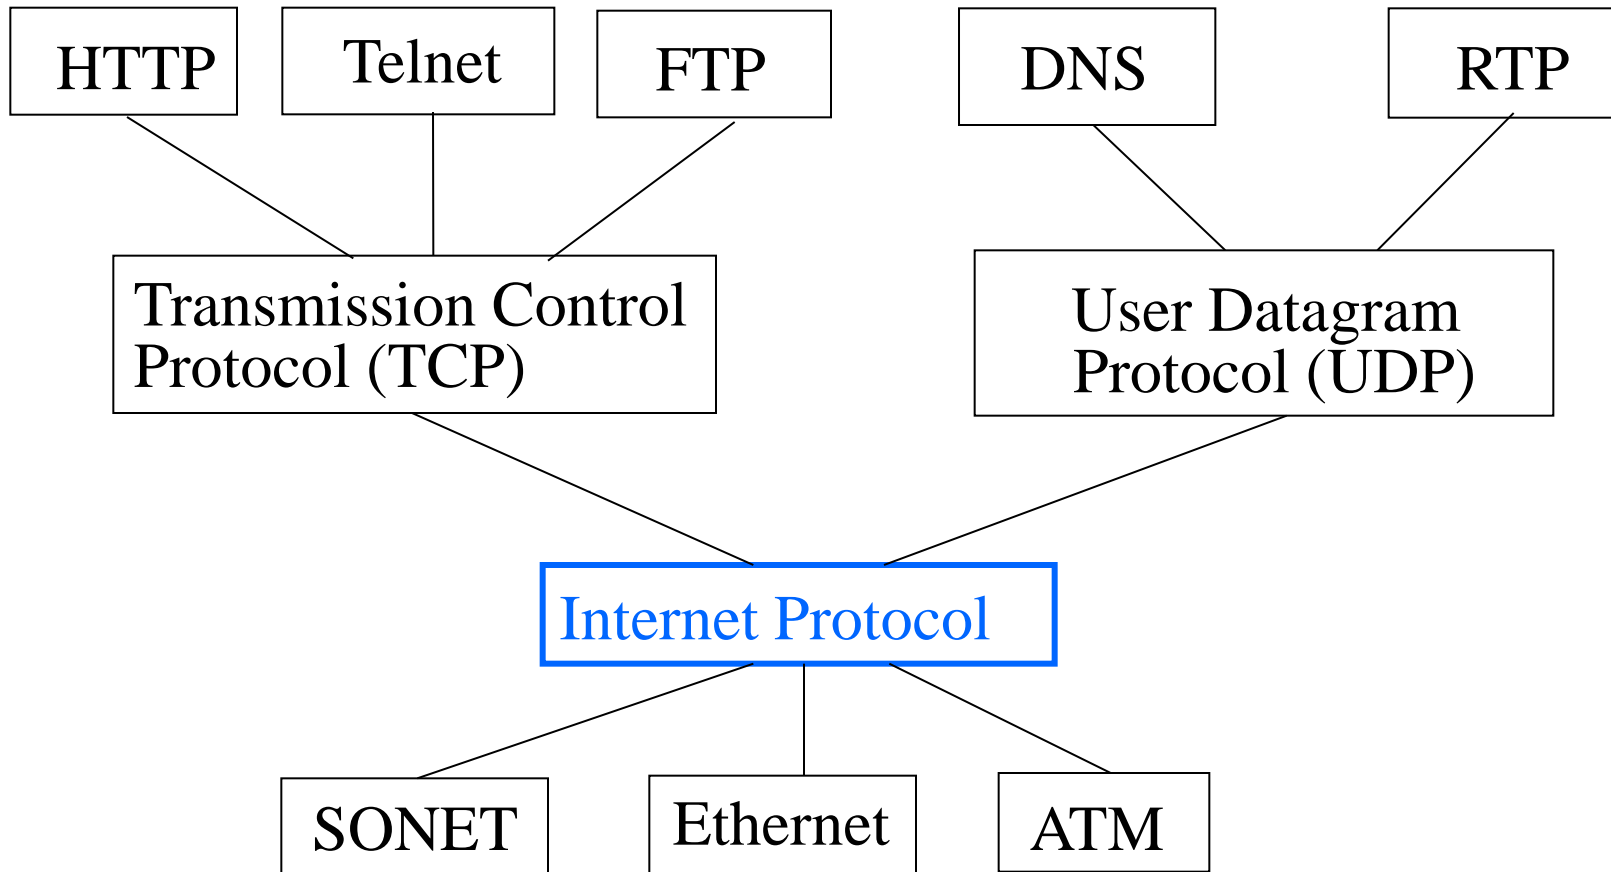 HTTP
Telnet
FTP
DNS
RTP
Transmission Control
Protocol (TCP)
User Datagram
Protocol (UDP)
Internet Protocol
SONET
Ethernet
ATM